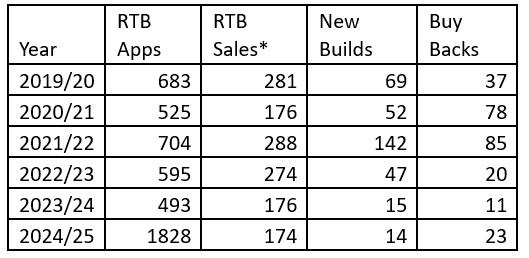 Year RTB Apps RTB Sales* New Builds Buy Backs
2019/20 683 281 69 37
2020/21 525 176 52 78
2021/22 704 288 142 85
2022/23 595 274 47 20
2023/24 493 176 15 11
2024/25 1828 174 14 23